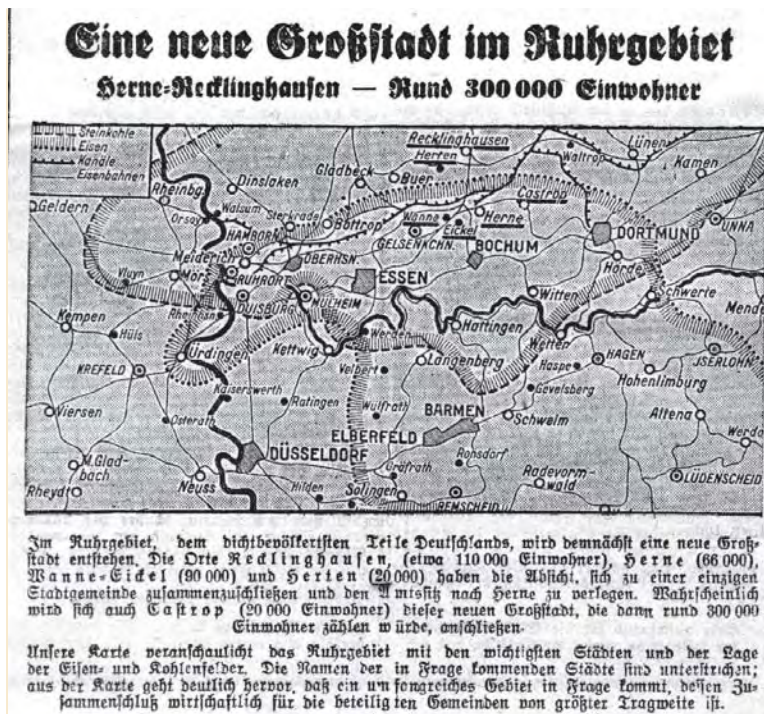 Eine neue Großstadt im Ruhrgebiet
Herne-Recklinghausen — Rund 300 000 Einwohner
Steinkohle
Eisen
Kanäle
Eisenbahnen
Recklinghausen
Herten
Waltrop
Lünen
Kamen
Gladbeck
Buer
Dinslaken
Rheinbg.
Geldern
Orsoy
Walsum
Sterkrade
Bottrop
Wanne
Eickel
Herne
Castrop
UNNA
HAMBORN
GELSENKCHN.
BOCHUM
DORTMUND
Meiderich
OBERHSN.
ESSEN
Hörde
Vluyn
Mörs
RUHRORT
DUISBURG
MÜLHEIM
Witten
Schwerte
Mende
Kempen
Hüls
Rheinhsn.
Werden
Hattingen
Wetter
Ürdingen
Kettwig
Langenberg
Haspe
HAGEN
JSERLOHN
KREFELD
Velbert
Gevelsberg
Hohenlimburg
Kaiserswerth
Ratingen
Wülfrath
BARMEN
Viersen
Osterath
Schwelm
Altena
ELBERFELD
Werdo
DÜSSELDORF
Ronsdorf
M.Glad-
bach
Gräfrath
Radevorm-
wald
LÜDENSCHEID
Rheydt
Neuss
Hilden
Solingen
REMSCHEID
Im Ruhrgebiet, dem dichtbevölkertsten Teile Deutschlands, wird demnächst eine neue Groß-
stadt entstehen. Die Orte Recklinghausen, (etwa 110 000 Einwohner), Herne (66 000),
Wanne-Eickel (90 000) und Herten (20 000) haben die Absicht, sich zu einer einzigen
Stadtgemeinde zusammenzuschließen und den Amtssitz nach Herne zu verlegen. Wahrscheinlich
wird sich auch Castrop (20 000 Einwohner) dieser neuen Großstadt, die dann rund 300 000
Einwohner zählen würde, anschließen.
Unsere Karte veranschaulicht das Ruhrgebiet mit den wichtigsten Städten und der Lage
der Eisen- und Kohlenfelder. Die Namen der in Frage kommenden Städte sind unterstrichen;
aus der Karte geht deutlich hervor, daß ein umfangreiches Gebiet in Frage kommt, dessen Zu-
sammenschluß wirtschaftlich für die beteiligten Gemeinden von größter Tragweite ist.